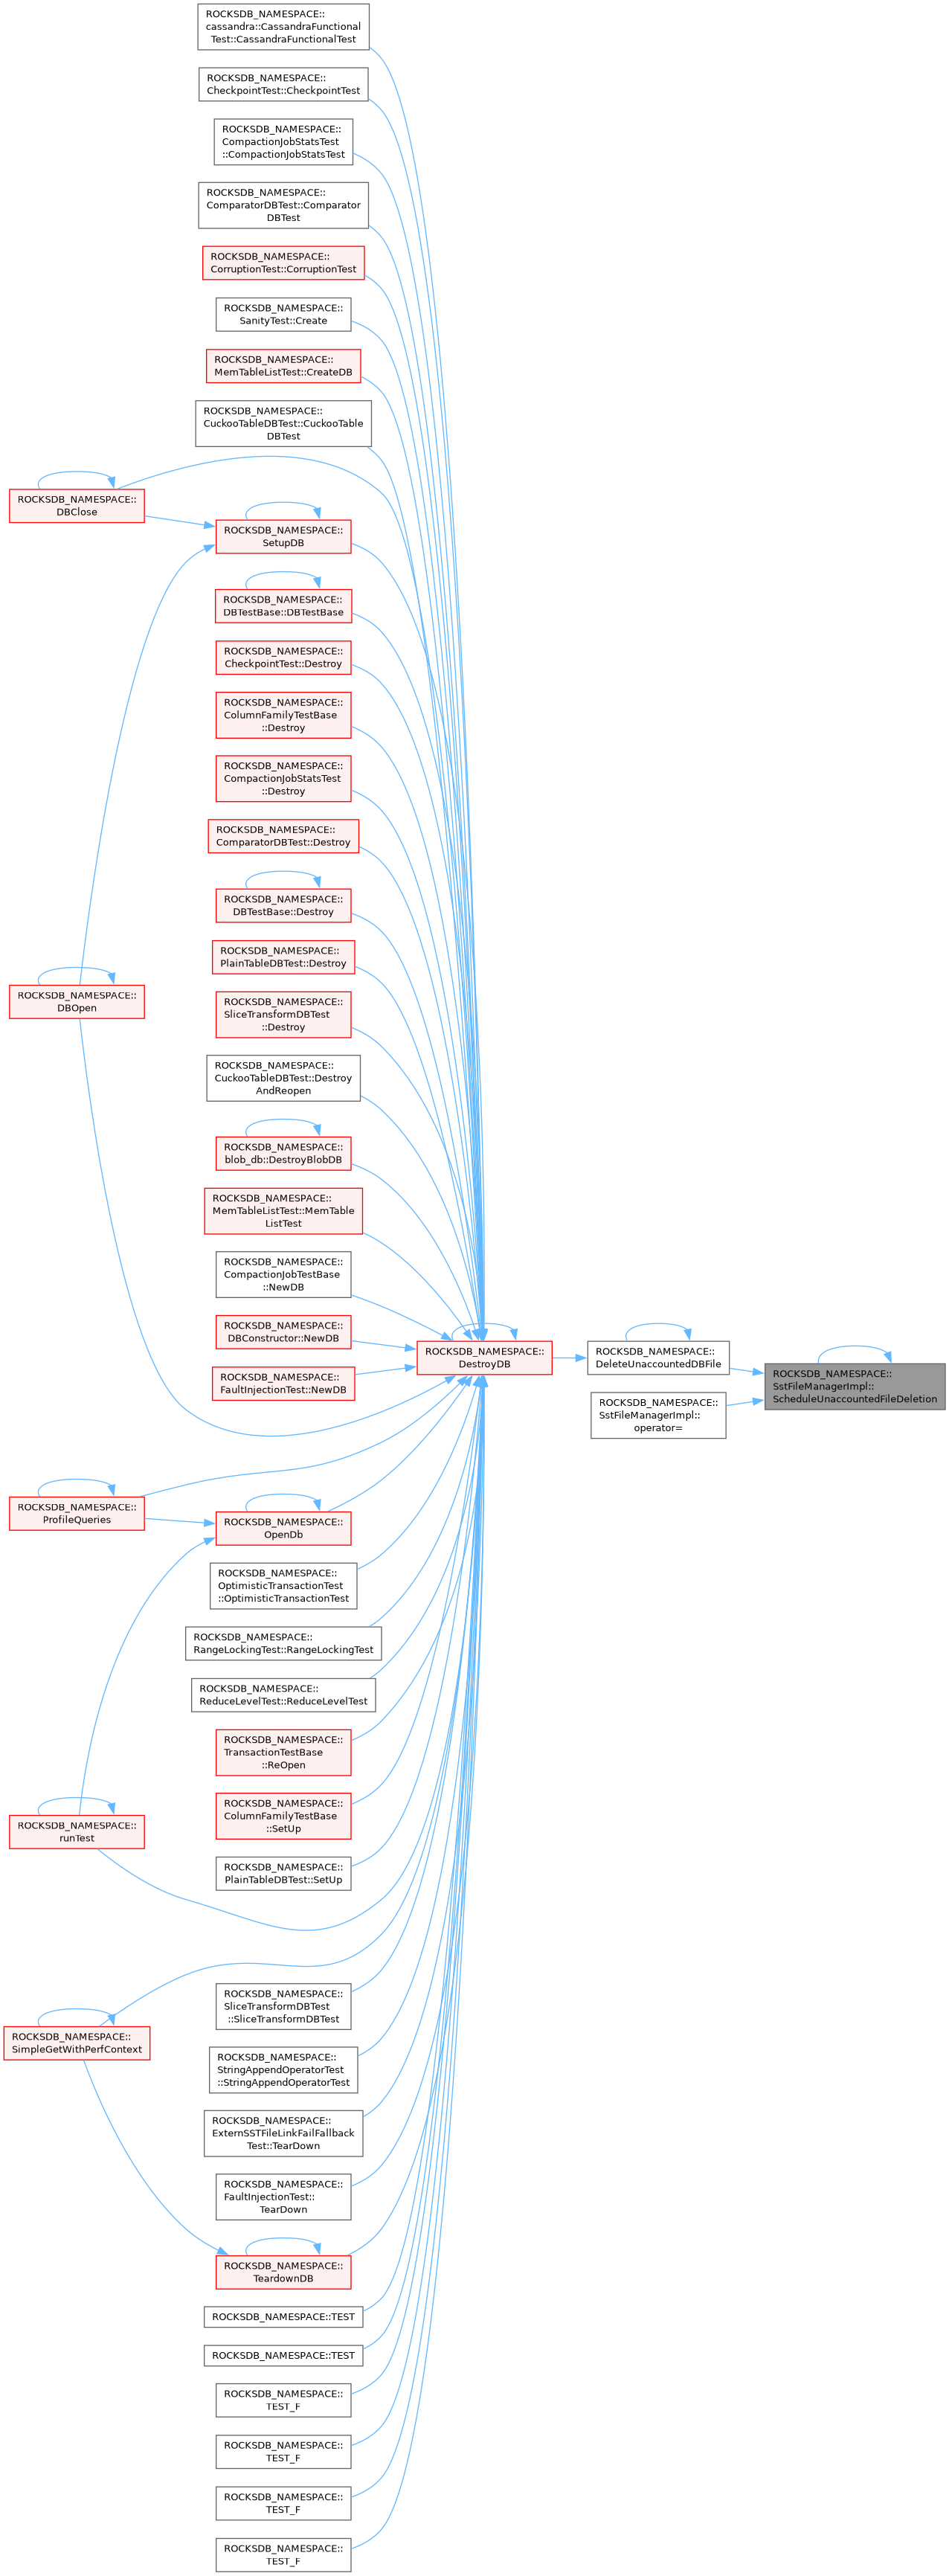 ROCKSDB_NAMESPACE::
cassandra::CassandraFunctional
Test::CassandraFunctionalTest
ROCKSDB_NAMESPACE::
CheckpointTest::CheckpointTest
ROCKSDB_NAMESPACE::
CompactionJobStatsTest
::CompactionJobStatsTest
ROCKSDB_NAMESPACE::
ComparatorDBTest::Comparator
DBTest
ROCKSDB_NAMESPACE::
CorruptionTest::CorruptionTest
ROCKSDB_NAMESPACE::
SanityTest::Create
ROCKSDB_NAMESPACE::
MemTableListTest::CreateDB
ROCKSDB_NAMESPACE::
CuckooTableDBTest::CuckooTable
DBTest
ROCKSDB_NAMESPACE::
DBClose
ROCKSDB_NAMESPACE::
SetupDB
ROCKSDB_NAMESPACE::
DBTestBase::DBTestBase
ROCKSDB_NAMESPACE::
CheckpointTest::Destroy
ROCKSDB_NAMESPACE::
ColumnFamilyTestBase
::Destroy
ROCKSDB_NAMESPACE::
CompactionJobStatsTest
::Destroy
ROCKSDB_NAMESPACE::
ComparatorDBTest::Destroy
ROCKSDB_NAMESPACE::
DBTestBase::Destroy
ROCKSDB_NAMESPACE::
PlainTableDBTest::Destroy
ROCKSDB_NAMESPACE::
DBOpen
ROCKSDB_NAMESPACE::
SliceTransformDBTest
::Destroy
ROCKSDB_NAMESPACE::
CuckooTableDBTest::Destroy
AndReopen
ROCKSDB_NAMESPACE::
blob_db::DestroyBlobDB
ROCKSDB_NAMESPACE::
MemTableListTest::MemTable
ListTest
ROCKSDB_NAMESPACE::
CompactionJobTestBase
::NewDB
ROCKSDB_NAMESPACE::
DBConstructor::NewDB
ROCKSDB_NAMESPACE::
FaultInjectionTest::NewDB
ROCKSDB_NAMESPACE::
DestroyDB
ROCKSDB_NAMESPACE::
DeleteUnaccountedDBFile
ROCKSDB_NAMESPACE::
SstFileManagerImpl::
ScheduleUnaccountedFileDeletion
ROCKSDB_NAMESPACE::
SstFileManagerImpl::
operator=
ROCKSDB_NAMESPACE::
ProfileQueries
ROCKSDB_NAMESPACE::
OpenDb
ROCKSDB_NAMESPACE::
OptimisticTransactionTest
::OptimisticTransactionTest
ROCKSDB_NAMESPACE::
RangeLockingTest::RangeLockingTest
ROCKSDB_NAMESPACE::
ReduceLevelTest::ReduceLevelTest
ROCKSDB_NAMESPACE::
TransactionTestBase
::ReOpen
ROCKSDB_NAMESPACE::
ColumnFamilyTestBase
::SetUp
ROCKSDB_NAMESPACE::
runTest
ROCKSDB_NAMESPACE::
PlainTableDBTest::SetUp
ROCKSDB_NAMESPACE::
SliceTransformDBTest
::SliceTransformDBTest
ROCKSDB_NAMESPACE::
SimpleGetWithPerfContext
ROCKSDB_NAMESPACE::
StringAppendOperatorTest
::StringAppendOperatorTest
ROCKSDB_NAMESPACE::
ExternSSTFileLinkFailFallback
Test::TearDown
ROCKSDB_NAMESPACE::
FaultInjectionTest::
TearDown
ROCKSDB_NAMESPACE::
TeardownDB
ROCKSDB_NAMESPACE::TEST
ROCKSDB_NAMESPACE::TEST
ROCKSDB_NAMESPACE::
TEST_F
ROCKSDB_NAMESPACE::
TEST_F
ROCKSDB_NAMESPACE::
TEST_F
ROCKSDB_NAMESPACE::
TEST_F